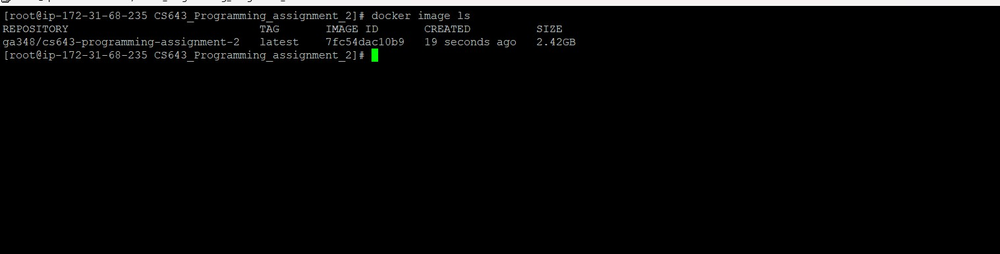 [root@ip-172-31-68-235 CS643_Programming_assignment_2]# docker image ls
REPOSITORY TAG IMAGE ID CREATED SIZE
ga348/cs643-programming-assignment-2 latest 7fc54dac10b9 19 seconds ago 2.42GB
[root@ip-172-31-68-235 CS643_Programming_assignment_2]#